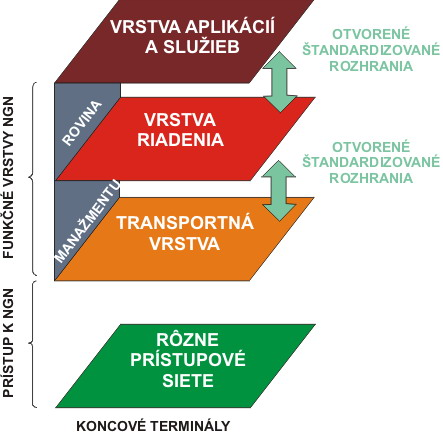 VRSTVA APLIKÁCIÍ
A SLUŽIEB
OTVORENÉ
ŠTANDARDIZOVANÉ
ROZHRANIA
FUNKČNÉ VRSTVY NGN
ROVINA
MANAŽMENTU
VRSTVA
RIADENIA
OTVORENÉ
ŠTANDARDIZOVANÉ
ROZHRANIA
TRANSPORTNÁ
VRSTVA
PRÍSTUP K NGN
RÔZNE
PRÍSTUPOVÉ
SIETE
KONCOVÉ TERMINÁLY